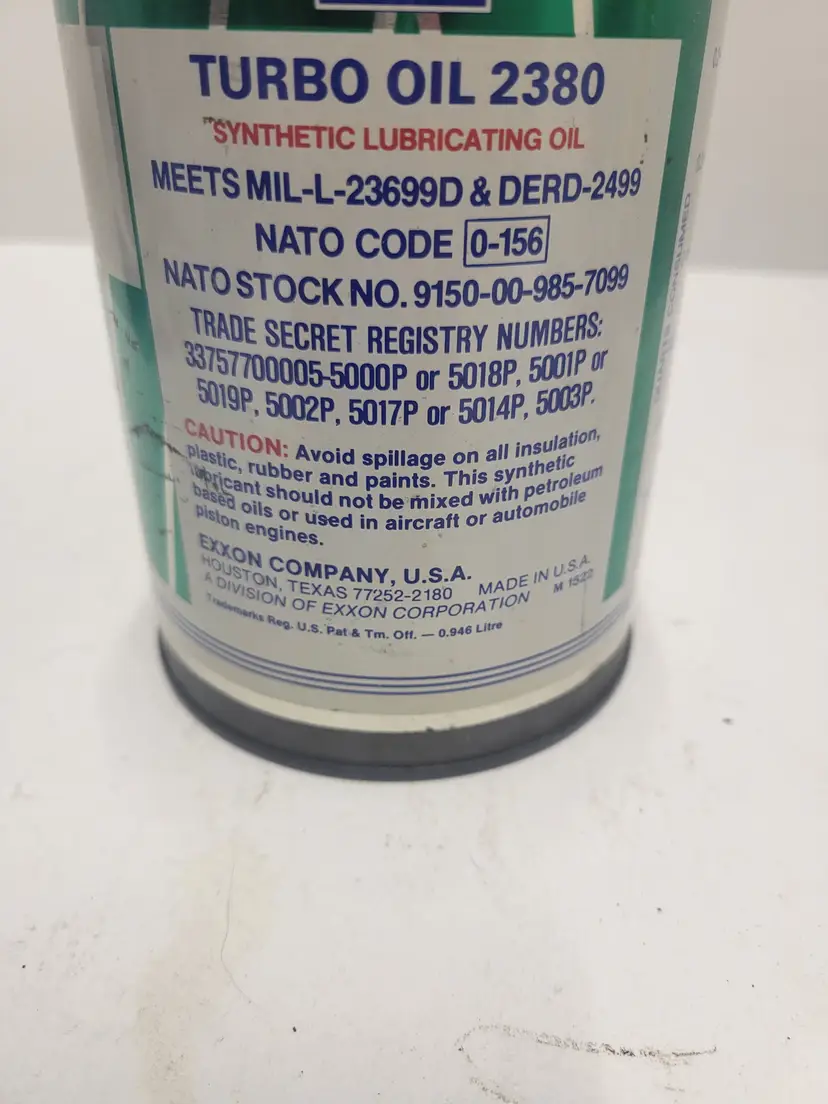 TURBO OIL 2380
SYNTHETIC LUBRICATING OIL
MEETS MIL-L-23699D & DERD-2499
NATO CODE 0-156
NATO STOCK NO. 9150-00-985-7099
TRADE SECRET REGISTRY NUMBERS:
33757700005-5000P or 5018P, 5001P or
5019P, 5002P, 5017P or 5014P, 5003P.
CAUTION: Avoid spillage on all insulation,
plastic, rubber and paints. This synthetic
lubricant should not be mixed with petroleum
based oils or used in aircraft or automobile
piston engines.
EXXON COMPANY, U.S.A.
HOUSTON, TEXAS 77252-2180 MADE IN U.S.A.
A DIVISION OF EXXON CORPORATION M 1522
Trademarks Reg. U.S. Pat & Tm. Off. — 0.946 Litre
CONSUMED